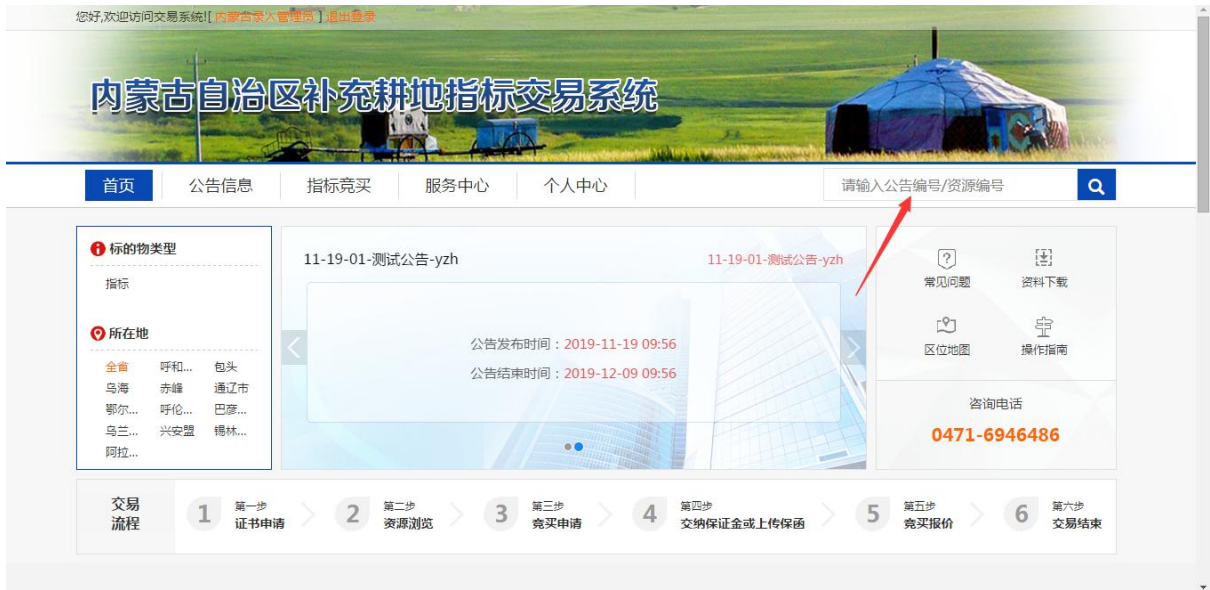 您好,欢迎访问交易系统![ 内蒙古录入管理员 ] 退出登录
内蒙古自治区补充耕地指标交易系统
首页 公告信息 指标竞买 服务中心 个人中心 请输入公告编号/资源编号
标的物类型
指标
所在地
全省 呼和... 包头
乌海 赤峰 通辽市
鄂尔... 呼伦... 巴彦...
乌兰... 兴安盟 锡林...
阿拉...
11-19-01-测试公告-yzh 11-19-01-测试公告-yzh
公告发布时间：2019-11-19 09:56
公告结束时间：2019-12-09 09:56
常见问题 资料下载
区位地图 操作指南
咨询电话
0471-6946486
交易
流程
1 第一步
证书申请
2 第二步
资源浏览
3 第三步
竞买申请
4 第四步
交纳保证金或上传保函
5 第五步
竞买报价
6 第六步
交易结束